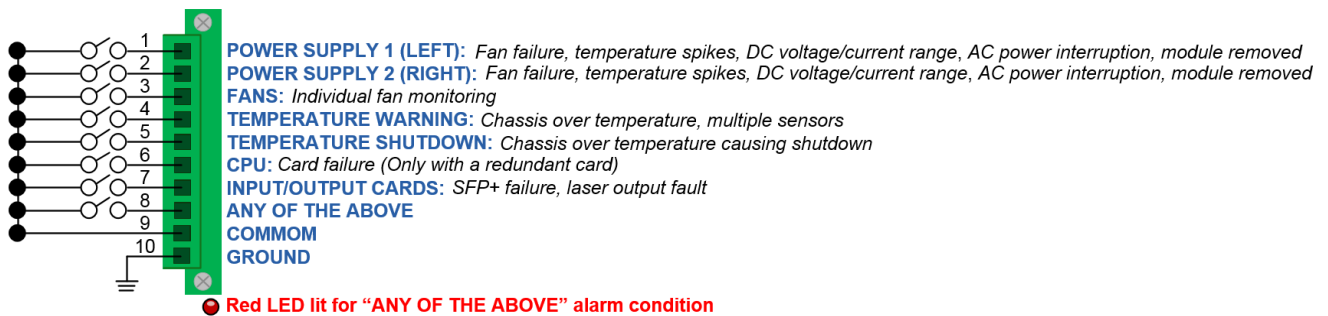 1 POWER SUPPLY 1 (LEFT): Fan failure, temperature spikes, DC voltage/current range, AC power interruption, module removed
2 POWER SUPPLY 2 (RIGHT): Fan failure, temperature spikes, DC voltage/current range, AC power interruption, module removed
3 FANS: Individual fan monitoring
4 TEMPERATURE WARNING: Chassis over temperature, multiple sensors
5 TEMPERATURE SHUTDOWN: Chassis over temperature causing shutdown
6 CPU: Card failure (Only with a redundant card)
7 INPUT/OUTPUT CARDS: SFP+ failure, laser output fault
8 ANY OF THE ABOVE
9 COMMOM
10 GROUND
Red LED lit for “ANY OF THE ABOVE” alarm condition